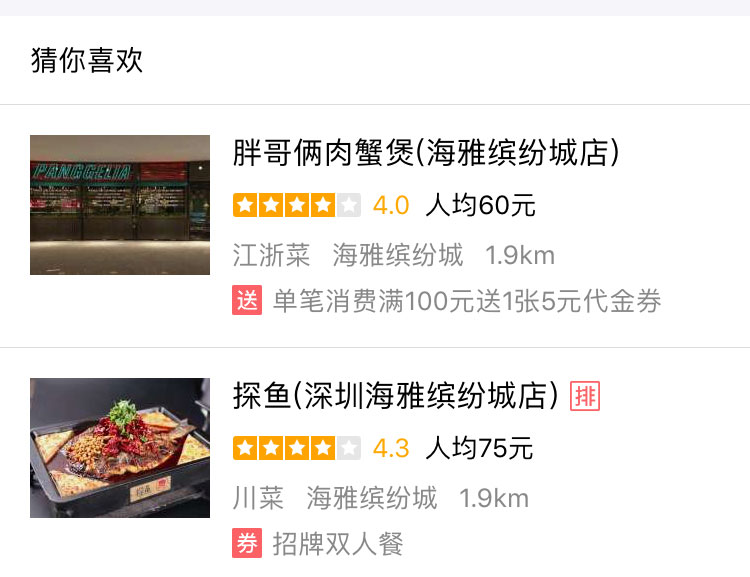 猜你喜欢
PANGGELIA
胖哥俩肉蟹煲(海雅缤纷城店)
4.0 人均60元
江浙菜 海雅缤纷城 1.9km
送 单笔消费满100元送1张5元代金券
探鱼(深圳海雅缤纷城店) 排
4.3 人均75元
川菜 海雅缤纷城 1.9km
探鱼
券 招牌双人餐